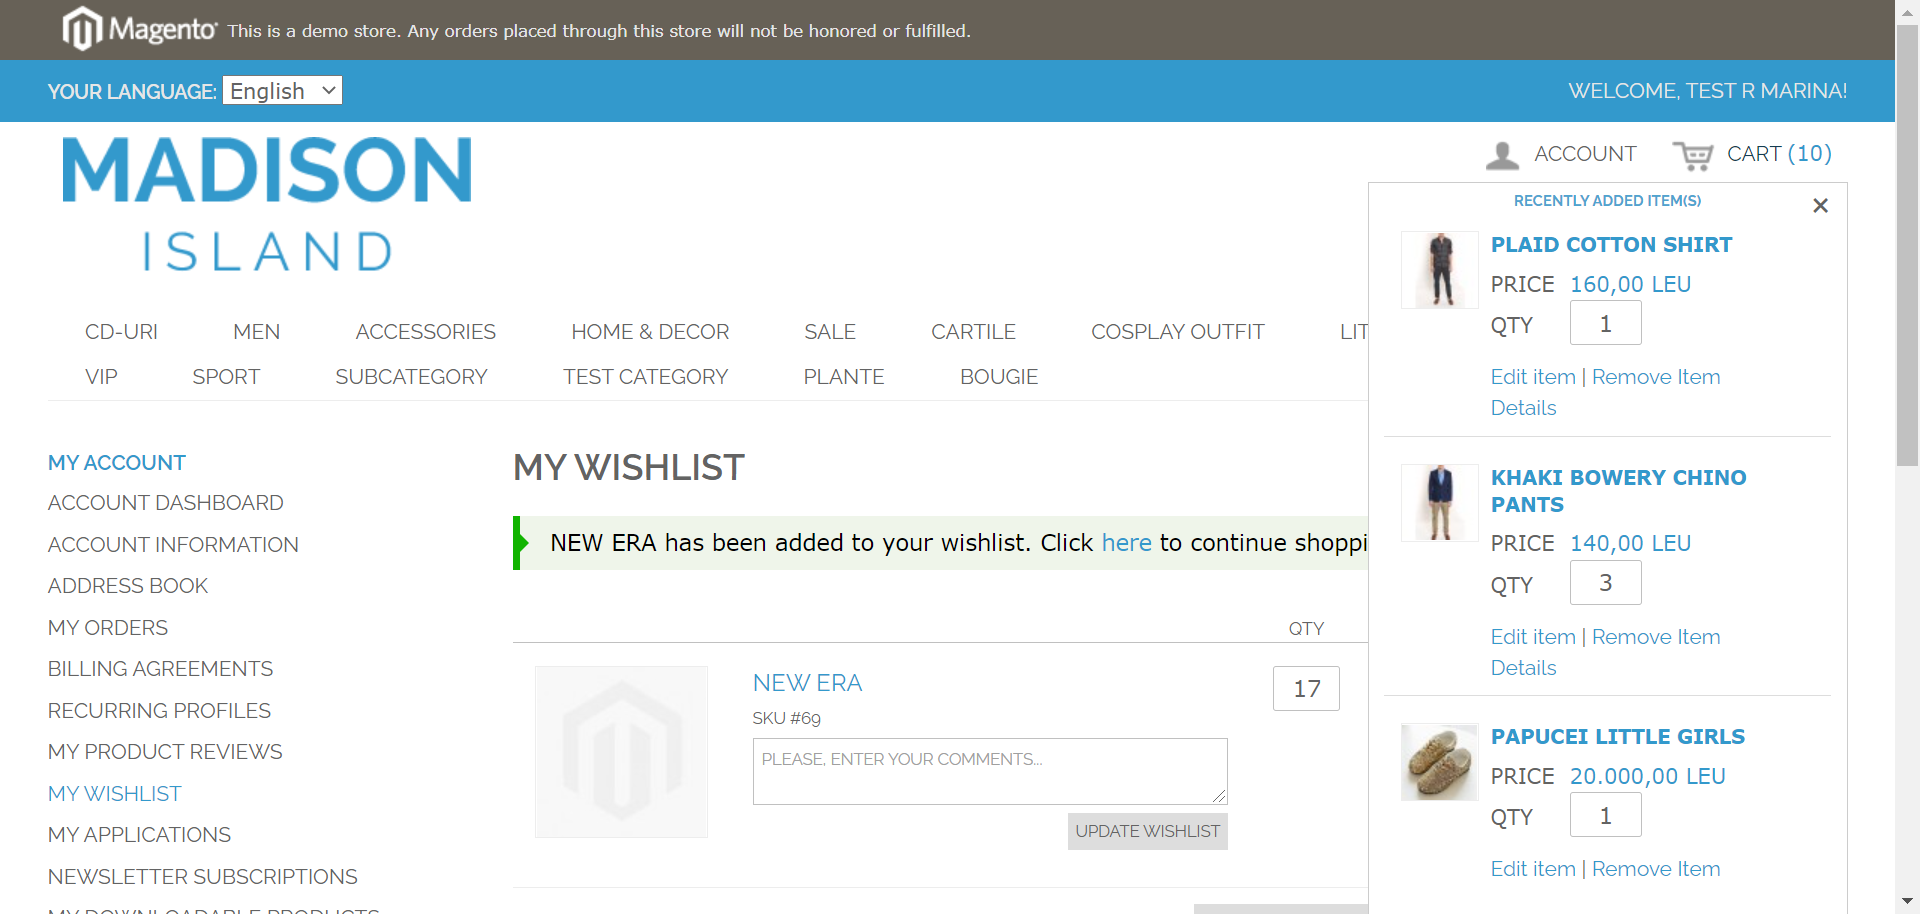 Magento This is a demo store. Any orders placed through this store will not be honored or fulfilled.
YOUR LANGUAGE: English
WELCOME, TEST R MARINA!
MADISON
ISLAND
ACCOUNT
CART (10)
CD-URI MEN ACCESSORIES HOME & DECOR SALE CARTILE COSPLAY OUTFIT LIT
VIP SPORT SUBCATEGORY TEST CATEGORY PLANTE BOUGIE
MY ACCOUNT
ACCOUNT DASHBOARD
ACCOUNT INFORMATION
ADDRESS BOOK
MY ORDERS
BILLING AGREEMENTS
RECURRING PROFILES
MY PRODUCT REVIEWS
MY WISHLIST
MY APPLICATIONS
NEWSLETTER SUBSCRIPTIONS
MY DOWNLOADABLE PRODUCTS
MY WISHLIST
NEW ERA has been added to your wishlist. Click here to continue shoppi
QTY
NEW ERA
SKU #69
17
PLEASE, ENTER YOUR COMMENTS...
UPDATE WISHLIST
RECENTLY ADDED ITEM(S)
PLAID COTTON SHIRT
PRICE 160,00 LEU
QTY 1
Edit item | Remove Item
Details
KHAKI BOWERY CHINO
PANTS
PRICE 140,00 LEU
QTY 3
Edit item | Remove Item
Details
PAPUCEI LITTLE GIRLS
PRICE 20.000,00 LEU
QTY 1
Edit item | Remove Item